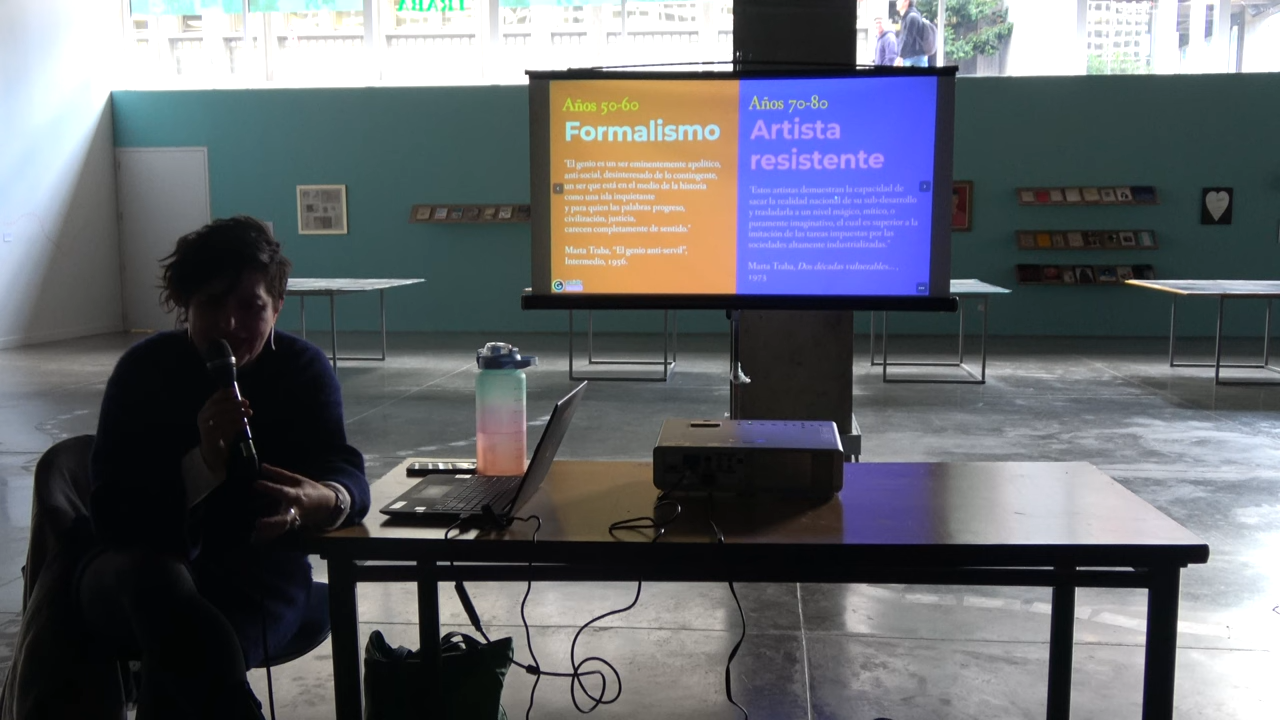 TRABA
Años 50-60
Formalismo
"El genio es un ser eminentemente apolítico,
anti-social, desinteresado de lo contingente,
un ser que está en el medio de la historia
como una isla inquietante
y para quien las palabras progreso,
civilización, justicia,
carecen completamente de sentido."
Marta Traba, "El genio anti-servil",
Intermedio, 1956.
Años 70-80
Artista
resistente
"Estos artistas demuestran la capacidad de
sacar la realidad nacional de su sub-desarrollo
y trasladarla a un nivel mágico, mítico, o
puramente imaginativo, el cual es superior a la
imitación de las tareas impuestas por las
sociedades altamente industrializadas."
Marta Traba, Dos décadas vulnerables... ,
1973